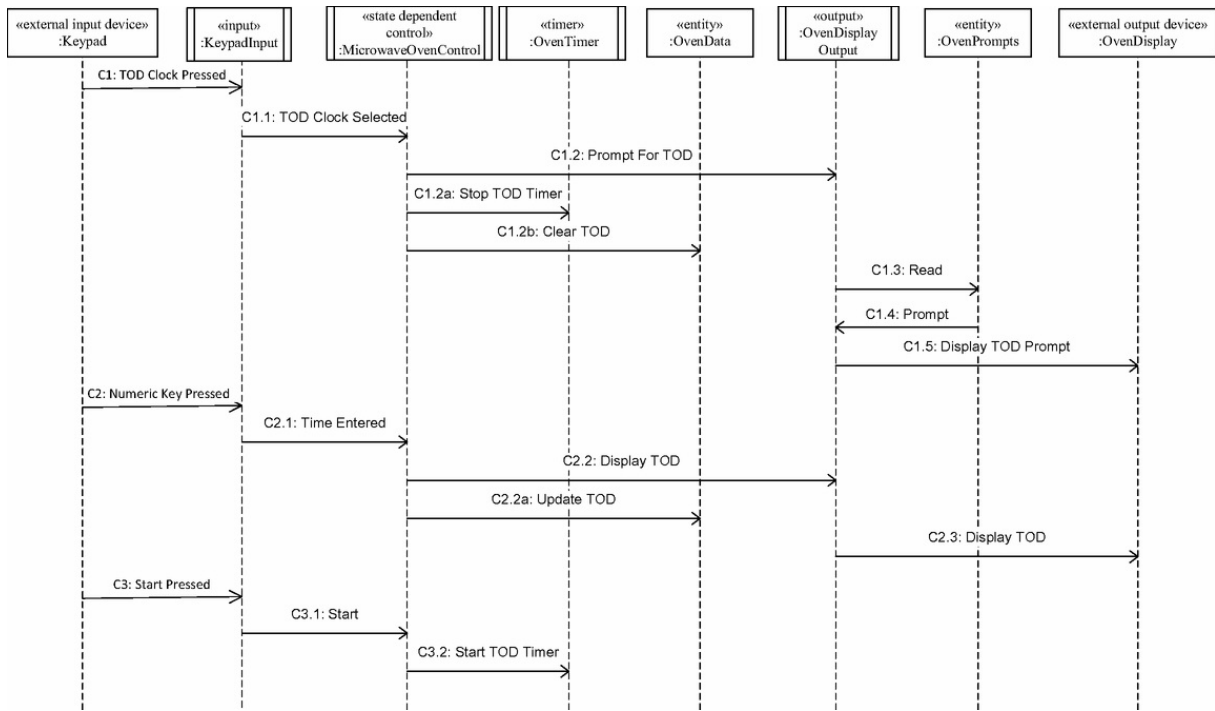 «external input device»
:Keypad
«input»
:KeypadInput
«state dependent
control»
:MicrowaveOvenControl
«timer»
:OvenTimer
«entity»
:OvenData
«output»
:OvenDisplay
Output
«entity»
:OvenPrompts
«external output device»
:OvenDisplay
C1: TOD Clock Pressed
C1.1: TOD Clock Selected
C1.2: Prompt For TOD
C1.2a: Stop TOD Timer
C1.2b: Clear TOD
C1.3: Read
C1.4: Prompt
C1.5: Display TOD Prompt
C2: Numeric Key Pressed
C2.1: Time Entered
C2.2: Display TOD
C2.2a: Update TOD
C2.3: Display TOD
C3: Start Pressed
C3.1: Start
C3.2: Start TOD Timer